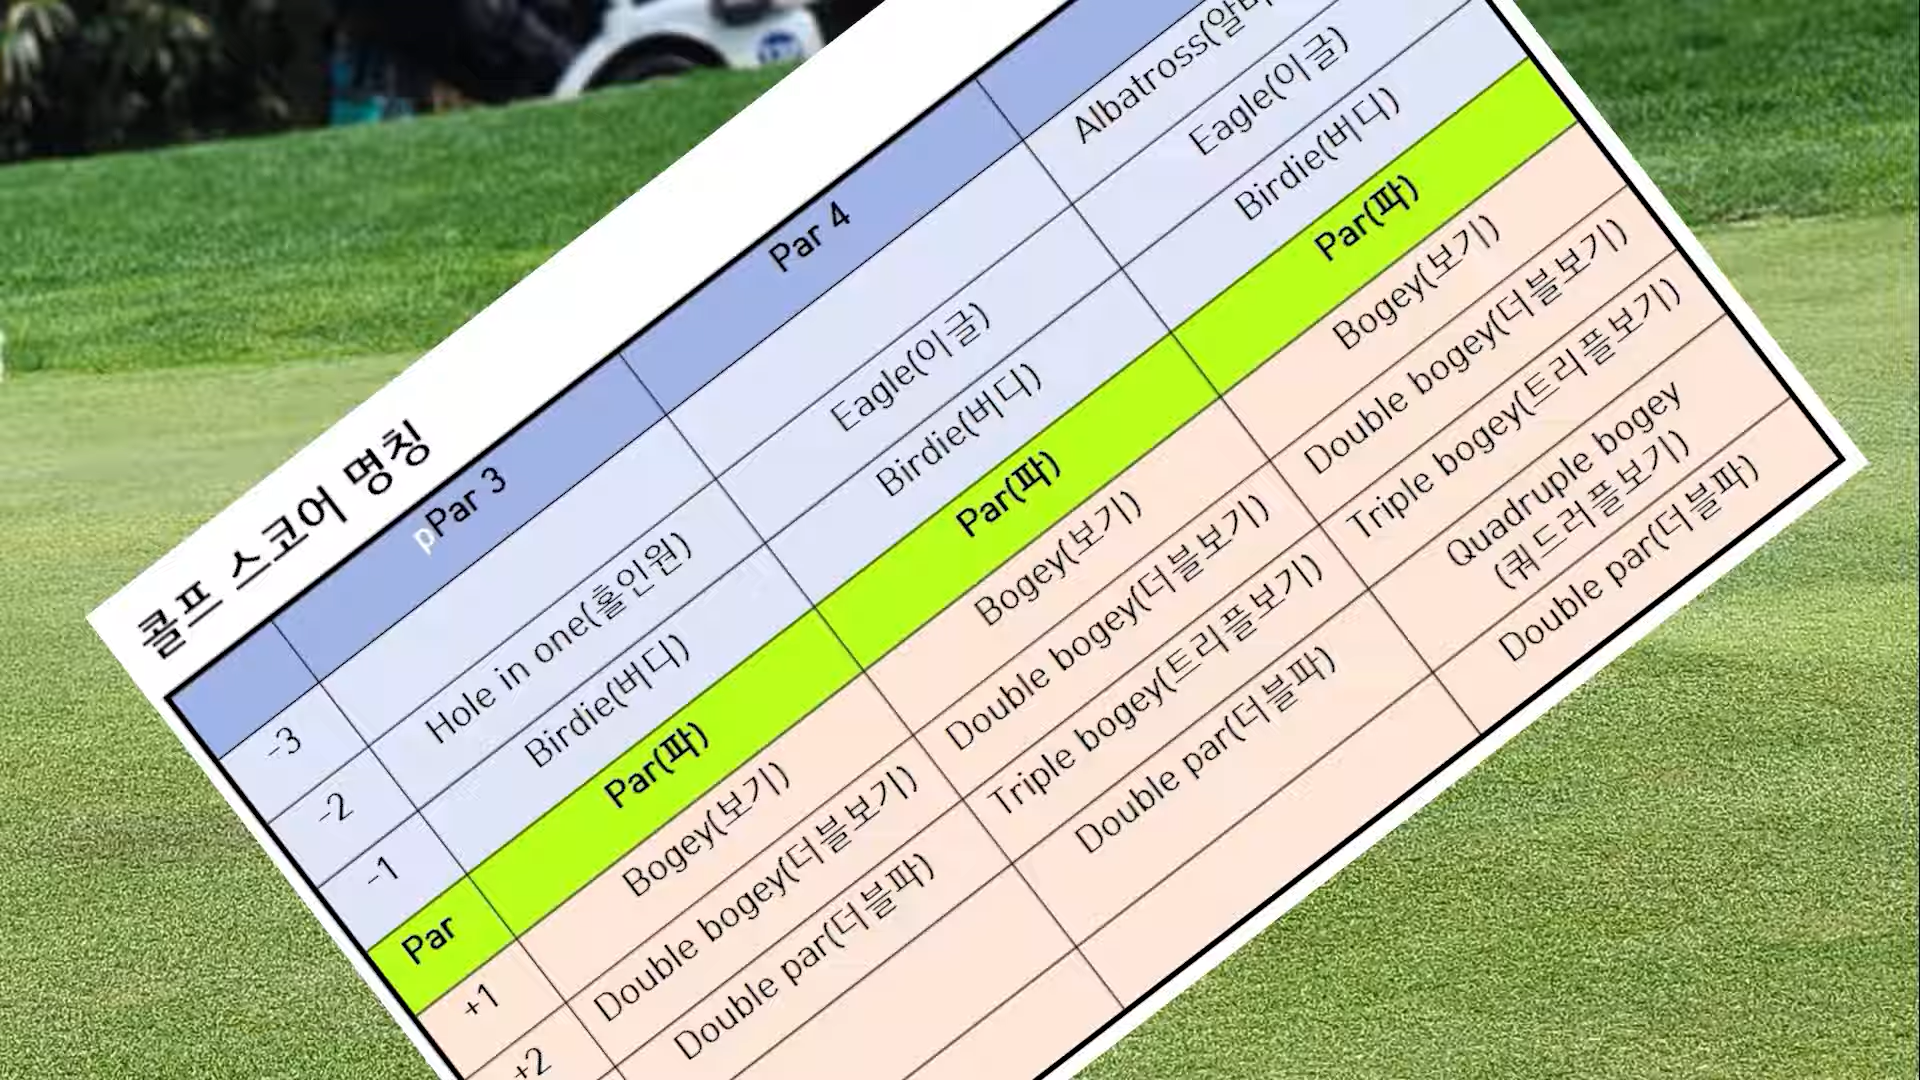 콜프 스코어 명칭
pPar 3 Par 4
-3 Albatross(알
-2 Hole in one(홀인원) Eagle(이글) Eagle(이글)
-1 Birdie(버디) Birdie(버디) Birdie(버디)
Par Par(파) Par(파) Par(파)
+1 Bogey(보기) Bogey(보기) Bogey(보기)
+2 Double bogey(더블보기) Double bogey(더블보기) Double bogey(더블보기)
Double par(더블파) Triple bogey(트리플보기) Triple bogey(트리플보기)
Double par(더블파) Quadruple bogey
(쿼드러플보기)
Double par(더블파)